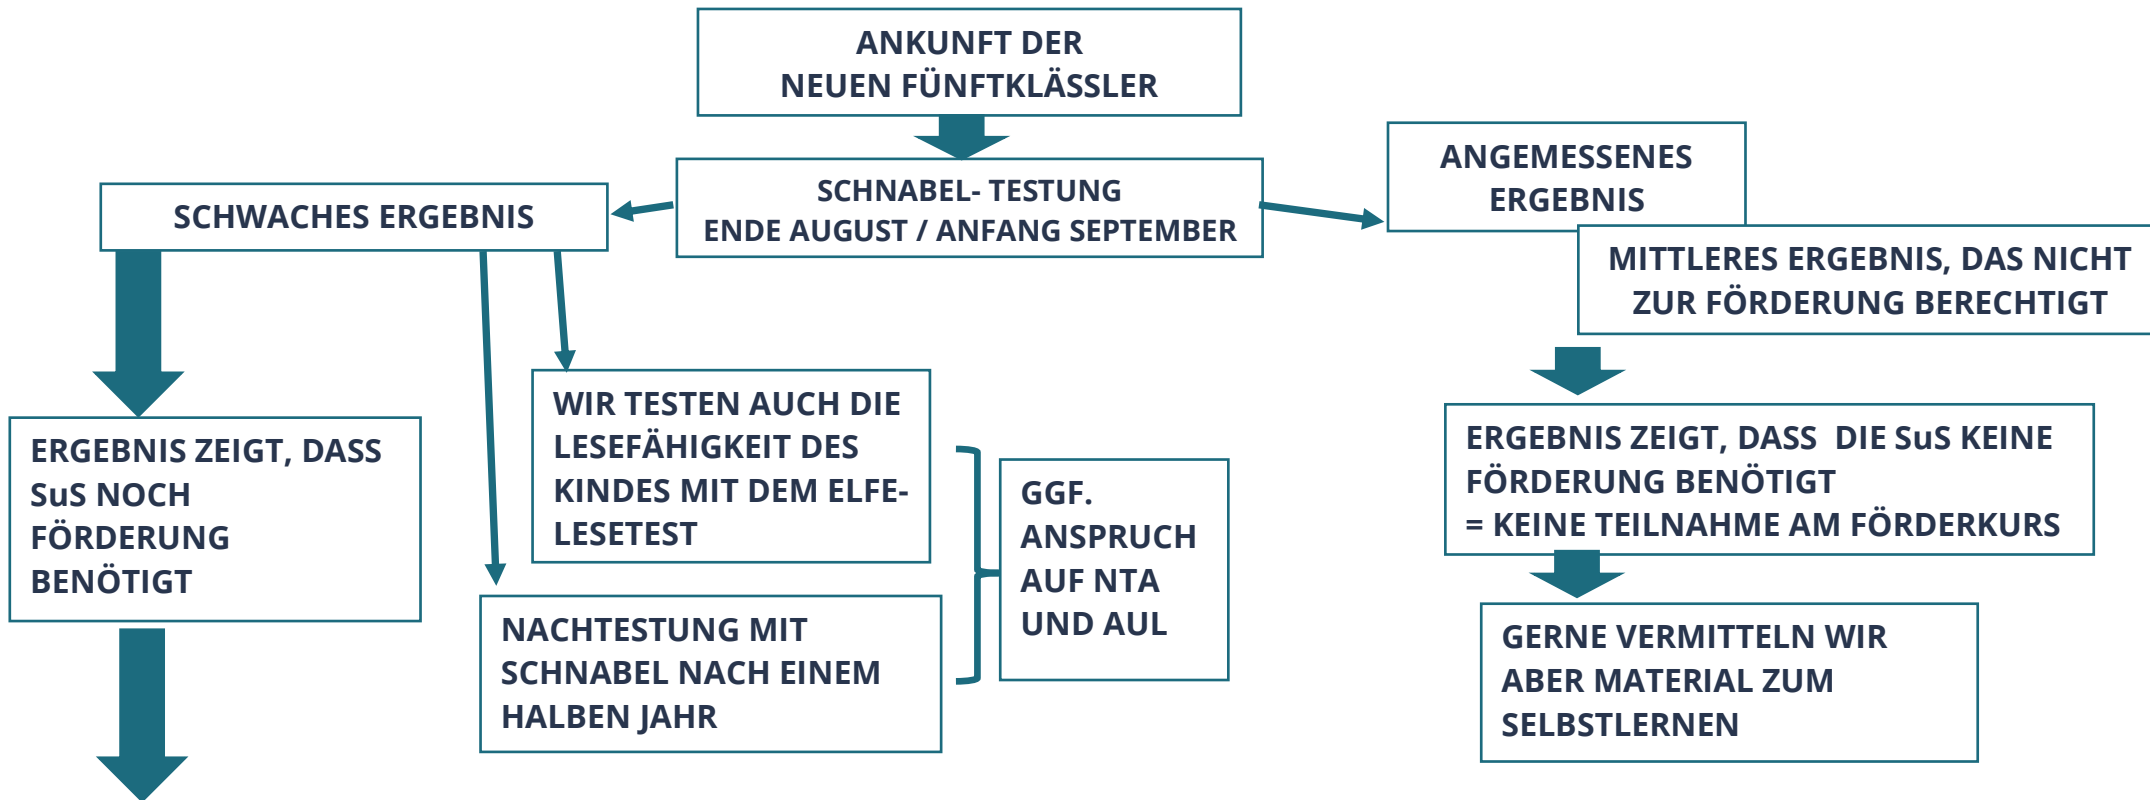 ANKUNFT DER
NEUEN FÜNFTKLÄSSLER
SCHNABEL- TESTUNG
ENDE AUGUST / ANFANG SEPTEMBER
SCHWACHES ERGEBNIS
ANGEMESSENES
ERGEBNIS
MITTLERES ERGEBNIS, DAS NICHT
ZUR FÖRDERUNG BERECHTIGT
ERGEBNIS ZEIGT, DASS
SuS NOCH
FÖRDERUNG
BENÖTIGT
WIR TESTEN AUCH DIE
LESEFÄHIGKEIT DES
KINDES MIT DEM ELFE-
LESETEST
NACHTESTUNG MIT
SCHNABEL NACH EINEM
HALBEN JAHR
GGF.
ANSPRUCH
AUF NTA
UND AUL
ERGEBNIS ZEIGT, DASS  DIE SuS KEINE
FÖRDERUNG BENÖTIGT
= KEINE TEILNAHME AM FÖRDERKURS
GERNE VERMITTELN WIR
ABER MATERIAL ZUM
SELBSTLERNEN